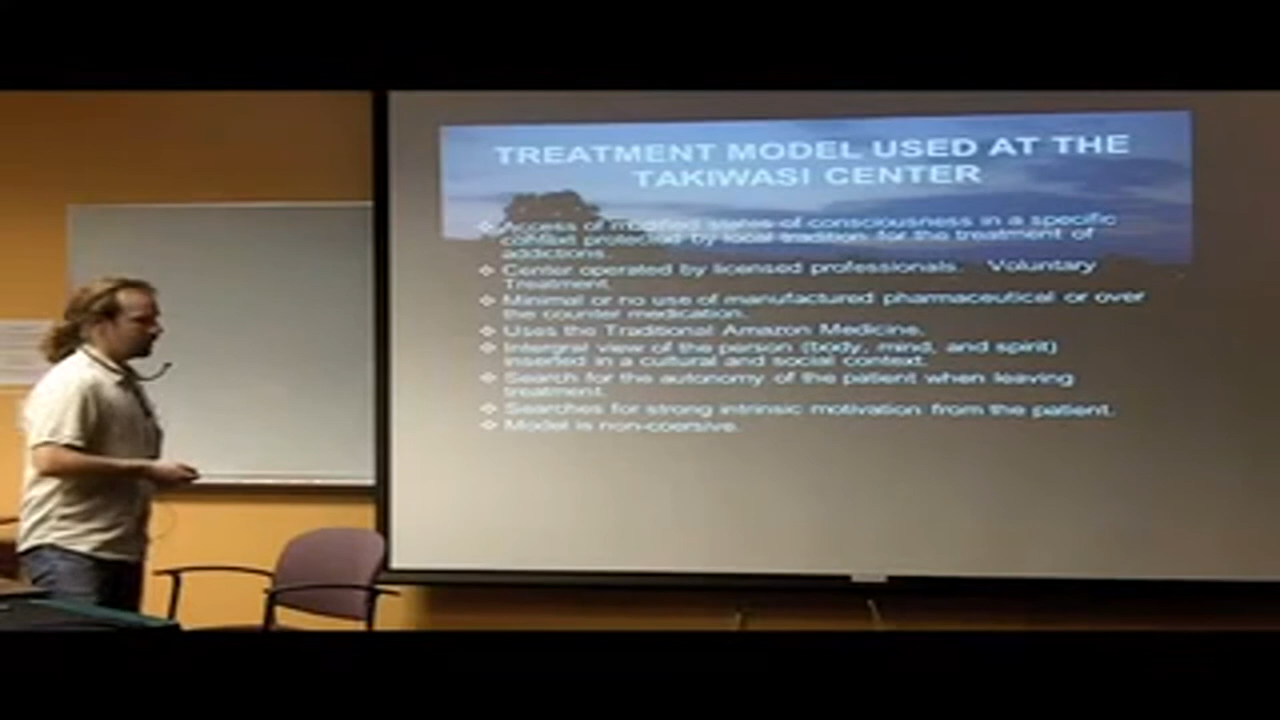 TREATMENT MODEL USED AT THE
TAKIWASI CENTER
❖ Access of modified states of consciousness in a specific
context protected by local tradition for the treatment of
addictions.
❖ Center operated by licensed professionals. Voluntary
Treatment.
❖ Minimal or no use of manufactured pharmaceutical or over
the counter medication.
❖ Uses the Traditional Amazon Medicine.
❖ Intergral view of the person (body, mind, and spirit)
inserted in a cultural and social context.
❖ Search for the autonomy of the patient when leaving
treatment.
❖ Searches for strong intrinsic motivation from the patient.
❖ Model is non-coersive.